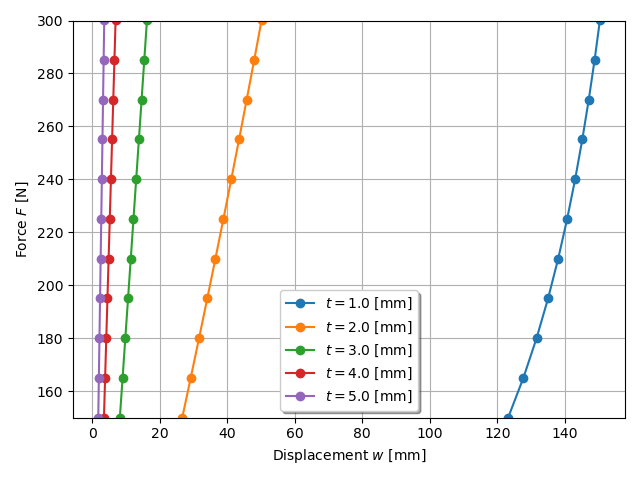 300
280
260
240
220
200
180
160
Force F [N]
t = 1.0 [mm]
t = 2.0 [mm]
t = 3.0 [mm]
t = 4.0 [mm]
t = 5.0 [mm]
0 20 40 60 80 100 120 140
Displacement w [mm]